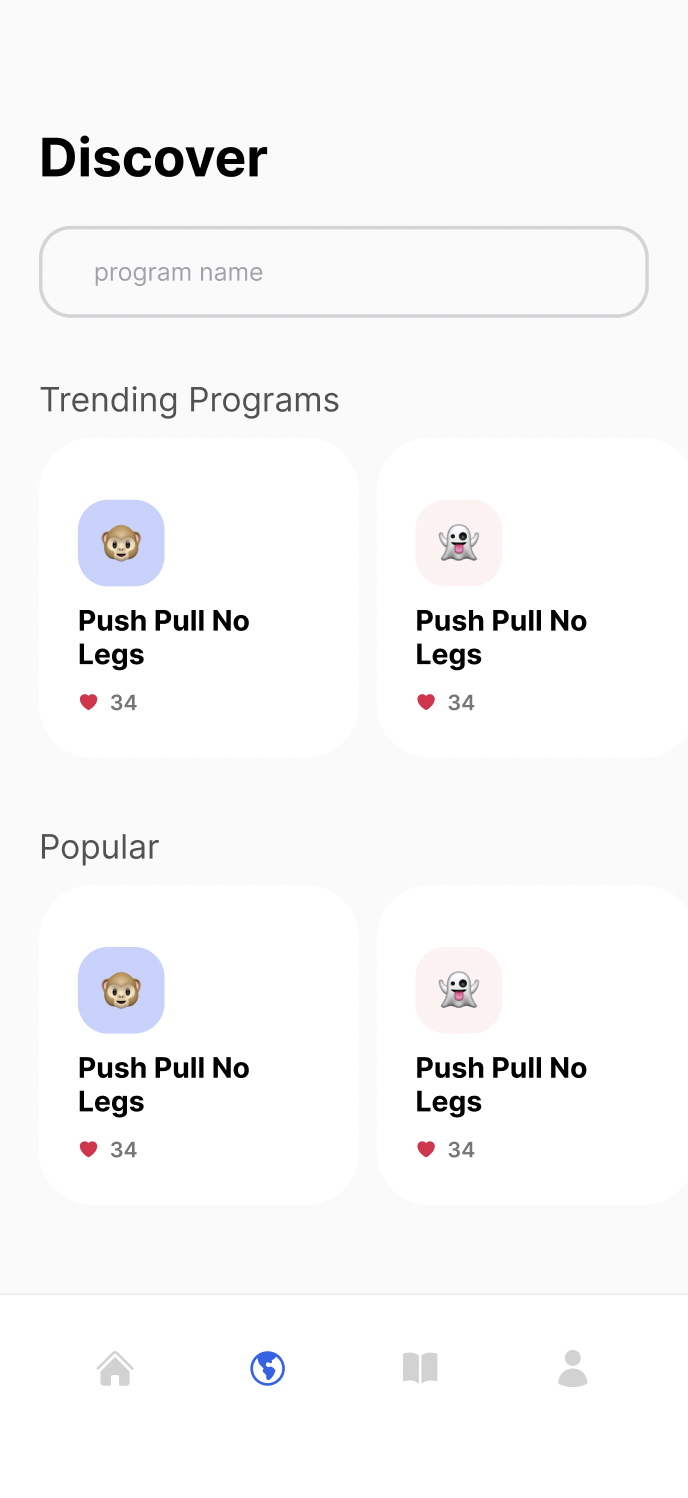 Discover
program name
Trending Programs
Push Pull No
Legs
34
Push Pull No
Legs
34
Popular
Push Pull No
Legs
34
Push Pull No
Legs
34